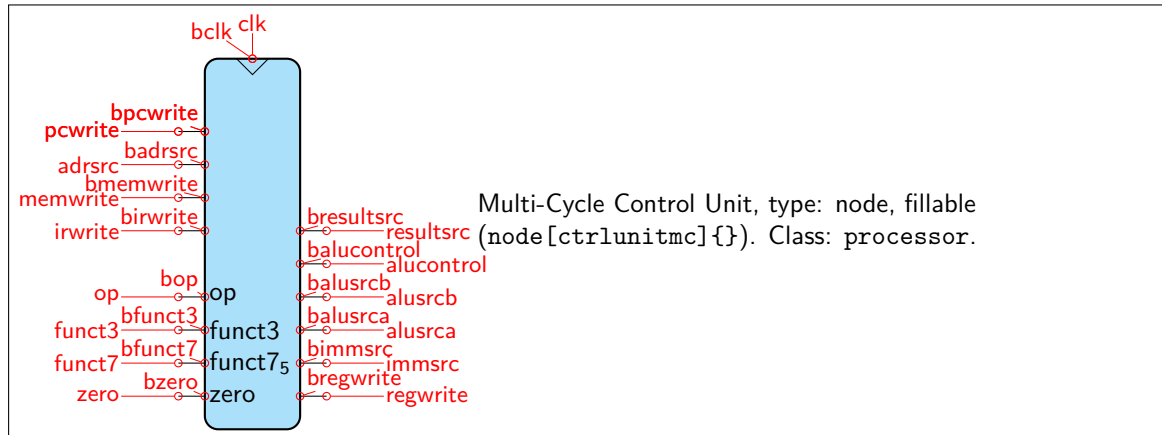 clk
bclk
bpcwrite
pcwrite
badrsrc
adrsrc
bmemwrite
memwrite
birwrite
irwrite
bresultsrc
resultsrc
balucontrol
alucontrol
bop
op
op
balusrcb
alusrcb
bfunct3
funct3
funct3
balusrca
alusrca
bfunct7
funct7
funct7₅
bimmsrc
immsrc
bzero
zero
zero
bregwrite
regwrite
Multi-Cycle Control Unit, type: node, fillable
(node[ctrlunitmc]{}). Class: processor.